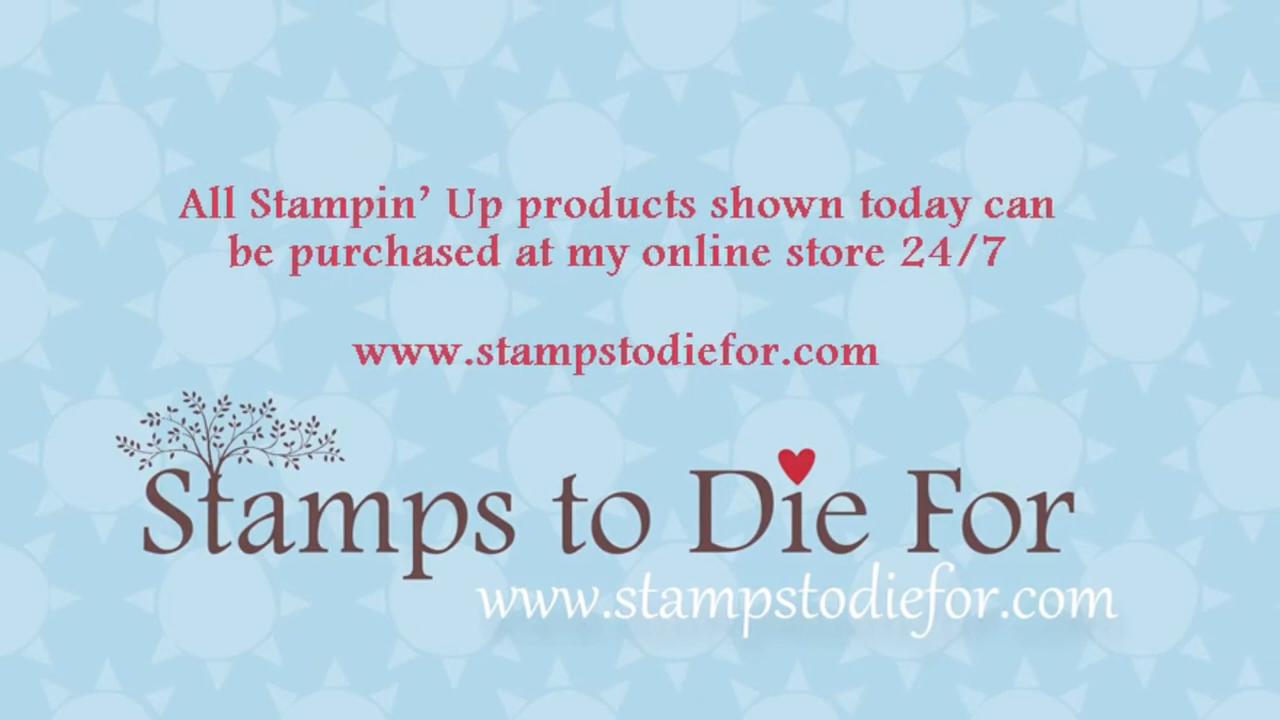 All Stampin’ Up products shown today can
be purchased at my online store 24/7
www.stampstodiefor.com
Stamps to Die For
www.stampstodiefor.com